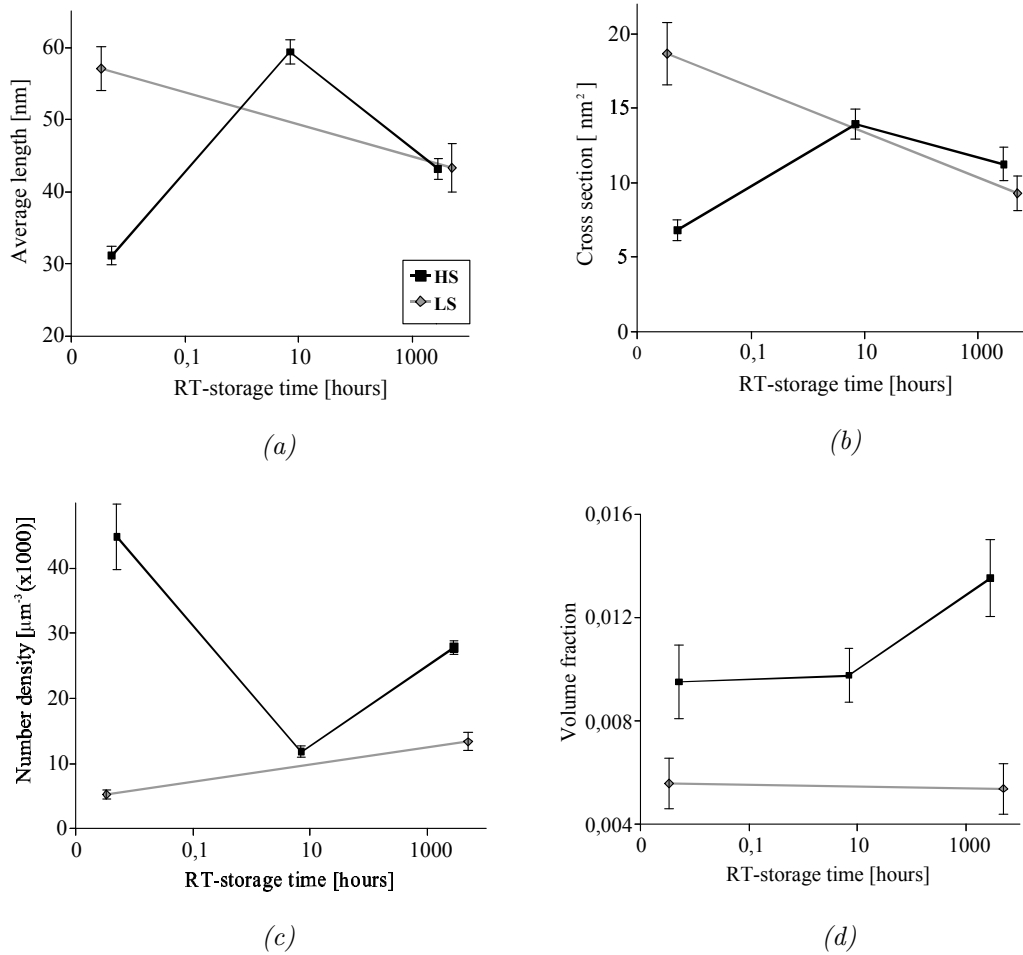 60
50
40
30
20
Average length [nm]
HS
LS
0
0,1
10
1000
RT-storage time [hours]
(a)
20
15
10
5
0
Cross section [ nm² ]
0
0,1
10
1000
RT-storage time [hours]
(b)
40
30
20
10
0
Number density [µm⁻³ (x1000)]
0
0,1
10
1000
RT-storage time [hours]
(c)
0,016
0,012
0,008
0,004
Volume fraction
0
0,1
10
1000
RT-storage time [hours]
(d)